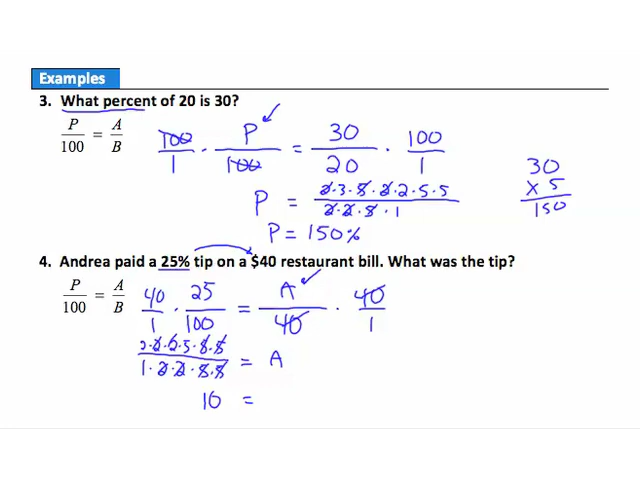 Examples
3. What percent of 20 is 30?
P/100 = A/B 100/1 · P/100 = 30/20 · 100/1
P = 2·3·5·2·2·5·5 / 2·2·5·1
30
x 5
150
P = 150%
4. Andrea paid a 25% tip on a $40 restaurant bill. What was the tip?
P/100 = A/B 40/1 · 25/100 = A/40 · 40/1
2·2·2·5·5·5 / 1·2·2·5·5 = A
10 =